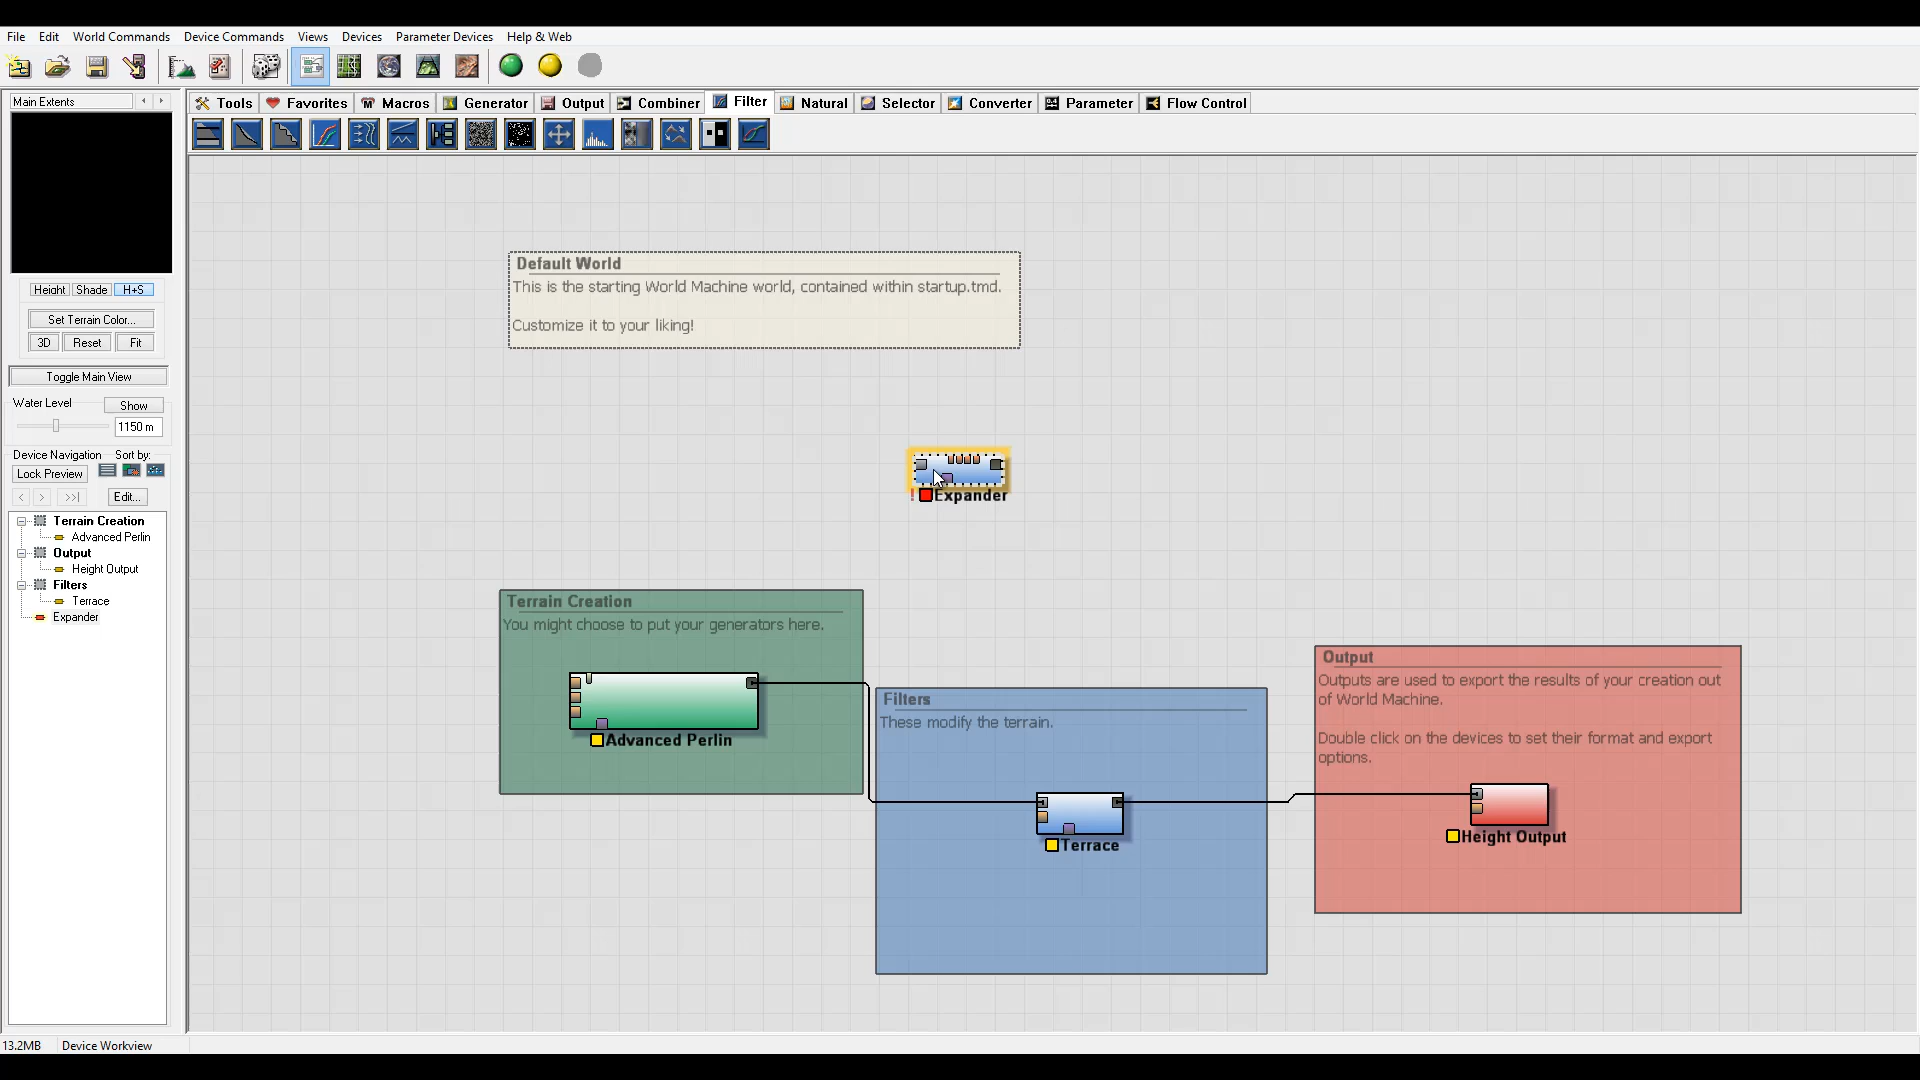 File Edit World Commands Device Commands Views Devices Parameter Devices Help & Web
Main Extents
Tools Favorites Macros Generator Output Combiner Filter Natural Selector Converter Parameter Flow Control
Height Shade H+S
Set Terrain Color...
3D Reset Fit
Toggle Main View
Water Level Show
1150 m
Device Navigation Sort by:
Lock Preview
< > >>| Edit...
Terrain Creation
Advanced Perlin
Output
Height Output
Filters
Terrace
Expander
Default World
This is the starting World Machine world, contained within startup.tmd.
Customize it to your liking!
! Expander
Terrain Creation
You might choose to put your generators here.
Advanced Perlin
Filters
These modify the terrain.
Terrace
Output
Outputs are used to export the results of your creation out
of World Machine.
Double click on the devices to set their format and export
options.
Height Output
13.2MB Device Workview